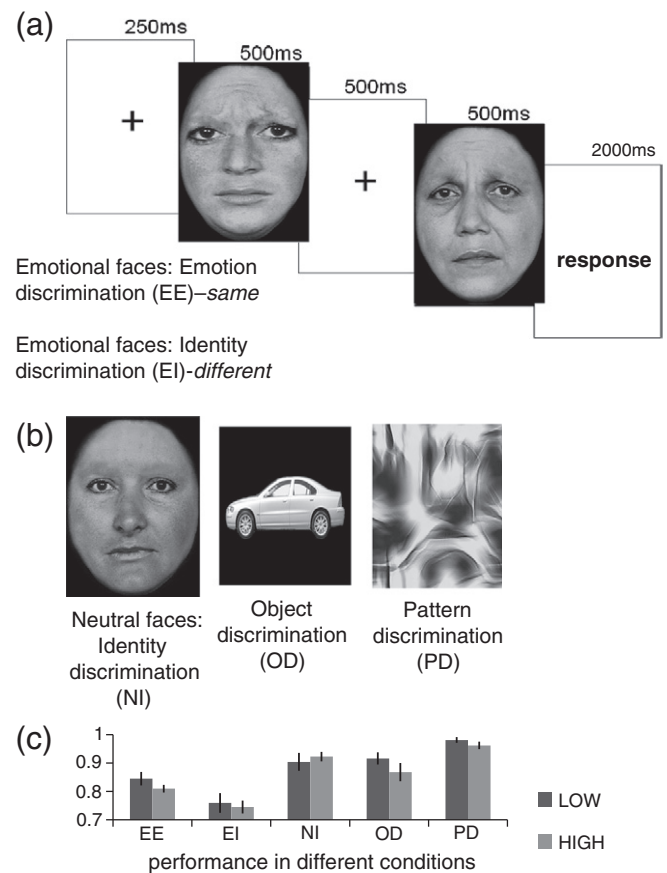 (a)
250ms
500ms
500ms
500ms
2000ms
+
+
response
Emotional faces: Emotion
discrimination (EE)–same
Emotional faces: Identity
discrimination (EI)-different
(b)
Neutral faces:
Identity
discrimination
(NI)
Object
discrimination
(OD)
Pattern
discrimination
(PD)
(c)
1
0.9
0.8
0.7
EE EI NI OD PD
performance in different conditions
LOW
HIGH